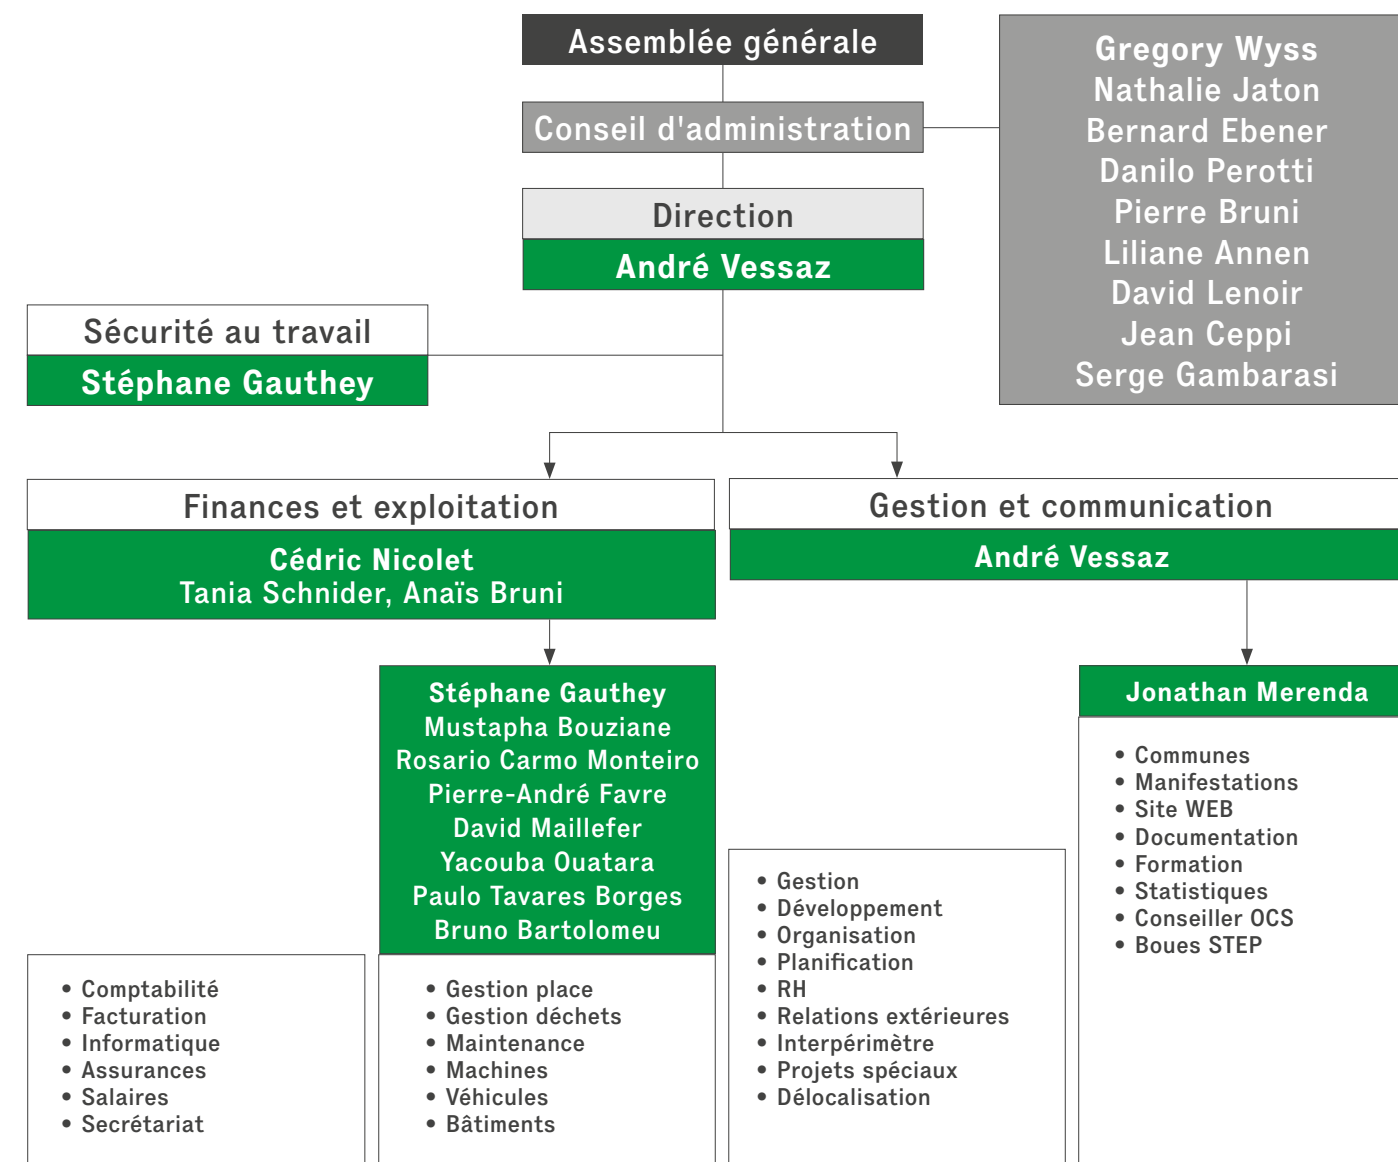 Assemblée générale
Conseil d'administration
Gregory Wyss
Nathalie Jaton
Bernard Ebener
Danilo Perotti
Pierre Bruni
Liliane Annen
David Lenoir
Jean Ceppi
Serge Gambarasi
Direction
André Vessaz
Sécurité au travail
Stéphane Gauthey
Finances et exploitation
Cédric Nicolet
Tania Schnider, Anaïs Bruni
Gestion et communication
André Vessaz
Stéphane Gauthey
Mustapha Bouziane
Rosario Carmo Monteiro
Pierre-André Favre
David Maillefer
Yacouba Ouatara
Paulo Tavares Borges
Bruno Bartolomeu
Jonathan Merenda
• Comptabilité
• Facturation
• Informatique
• Assurances
• Salaires
• Secrétariat
• Gestion place
• Gestion déchets
• Maintenance
• Machines
• Véhicules
• Bâtiments
• Gestion
• Développement
• Organisation
• Planification
• RH
• Relations extérieures
• Interpérimètre
• Projets spéciaux
• Délocalisation
• Communes
• Manifestations
• Site WEB
• Documentation
• Formation
• Statistiques
• Conseiller OCS
• Boues STEP